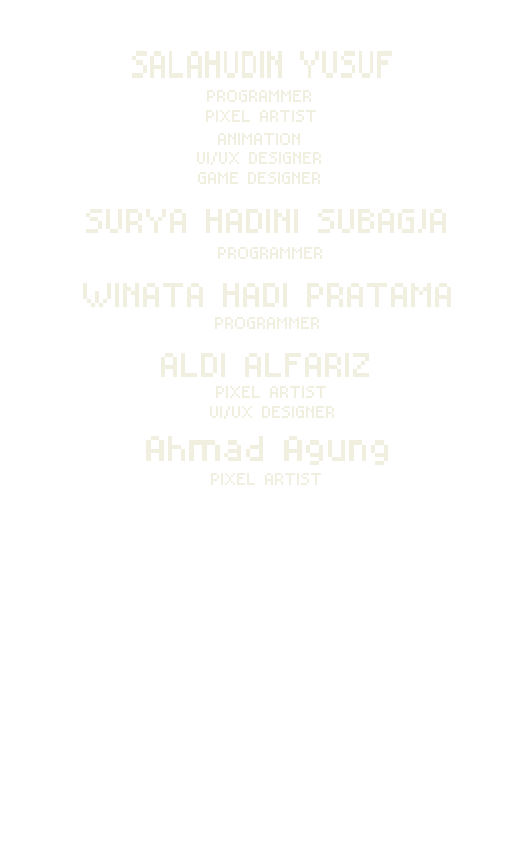 SALAHUDIN YUSUF
PROGRAMMER
PIXEL ARTIST
ANIMATION
UI/UX DESIGNER
GAME DESIGNER
SURYA HADINI SUBAGJA
PROGRAMMER
WINATA HADI PRATAMA
PROGRAMMER
ALDI ALFARIZ
PIXEL ARTIST
UI/UX DESIGNER
Ahmad Agung
PIXEL ARTIST